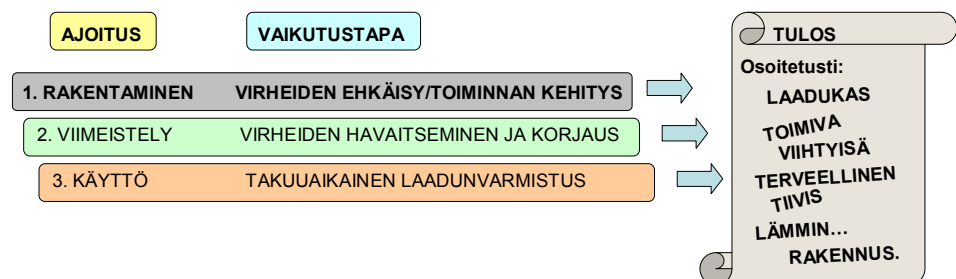 AJOITUS VAIKUTUSTAPA
1. RAKENTAMINEN VIRHEIDEN EHKÄISY/TOIMINNAN KEHITYS
2. VIIMEISTELY VIRHEIDEN HAVAITSEMINEN JA KORJAUS
3. KÄYTTÖ TAKUUAIKAINEN LAADUNVARMISTUS
TULOS
Osoitetusti:
LAADUKAS
TOIMIVA
VIIHTYISÄ
TERVEELLINEN
TIIVIS
LÄMMIN...
RAKENNUS.